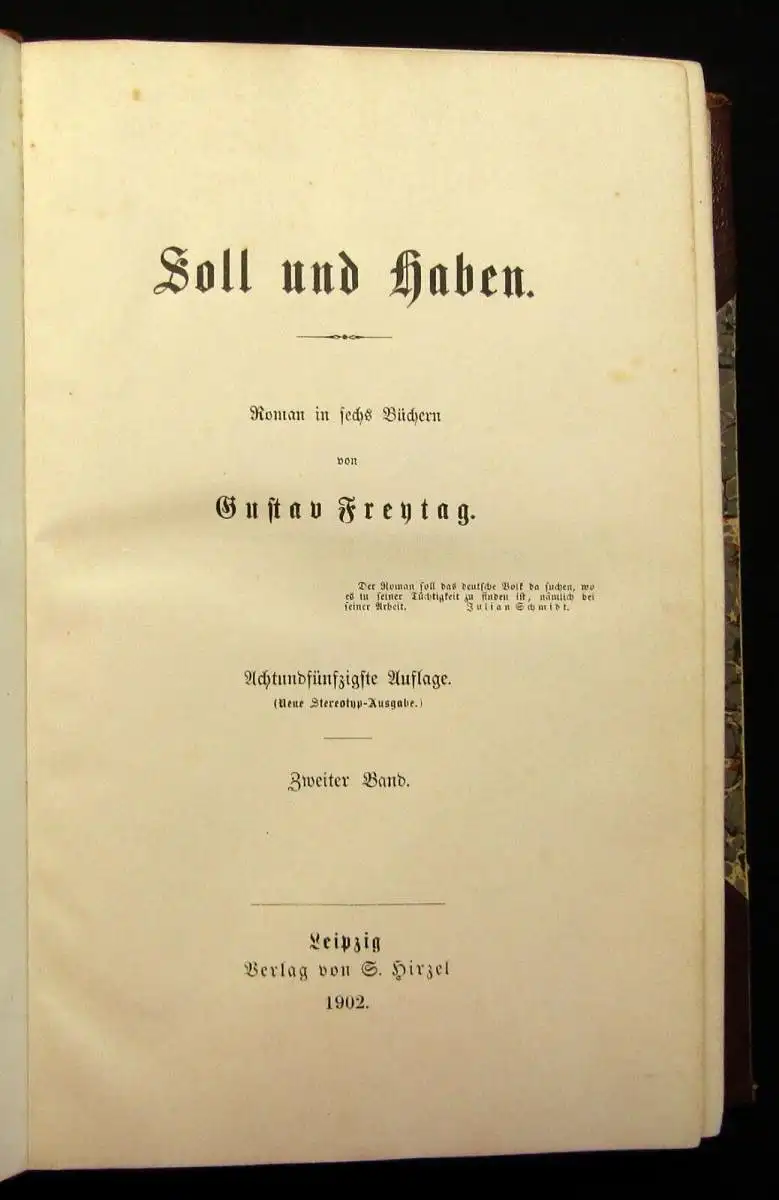 Soll und Haben.
Roman in sechs Büchern
von
Gustav Freytag.
Der Roman soll das deutsche Volk da suchen, wo
es in seiner Tüchtigkeit zu finden ist, nämlich bei
seiner Arbeit. Julian Schmidt.
Achtundfünfzigste Auflage.
(Neue Stereotyp-Ausgabe.)
Zweiter Band.
Leipzig
Verlag von S. Hirzel
1902.